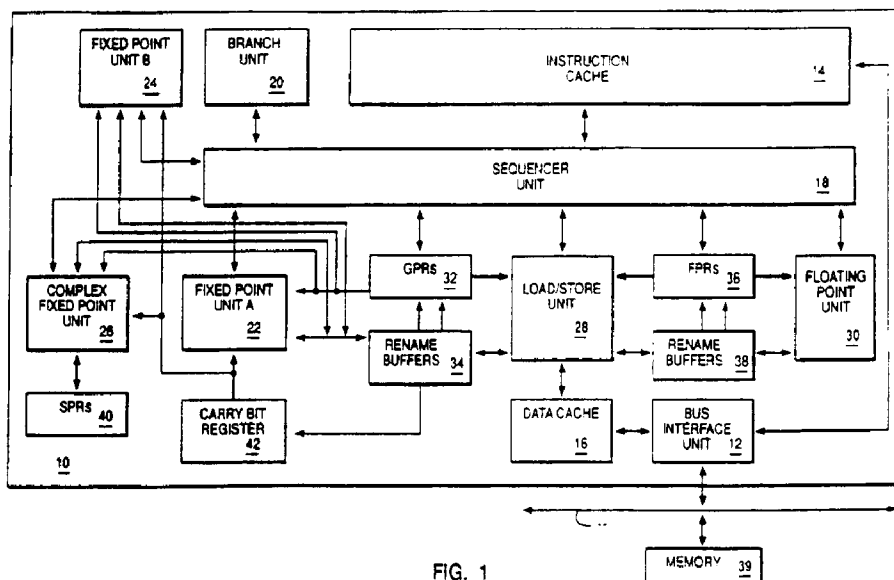 FIXED POINT
UNIT B
24
BRANCH
UNIT
20
INSTRUCTION
CACHE
14
SEQUENCER
UNIT
18
COMPLEX
FIXED POINT
UNIT
26
FIXED POINT
UNIT A
22
GPRs
32
LOAD/STORE
UNIT
28
FPRs
36
FLOATING
POINT
UNIT
30
RENAME
BUFFERS
34
RENAME
BUFFERS
38
SPRs
40
CARRY BIT
REGISTER
42
DATA CACHE
16
BUS
INTERFACE
UNIT
12
10
MEMORY
39
FIG. 1